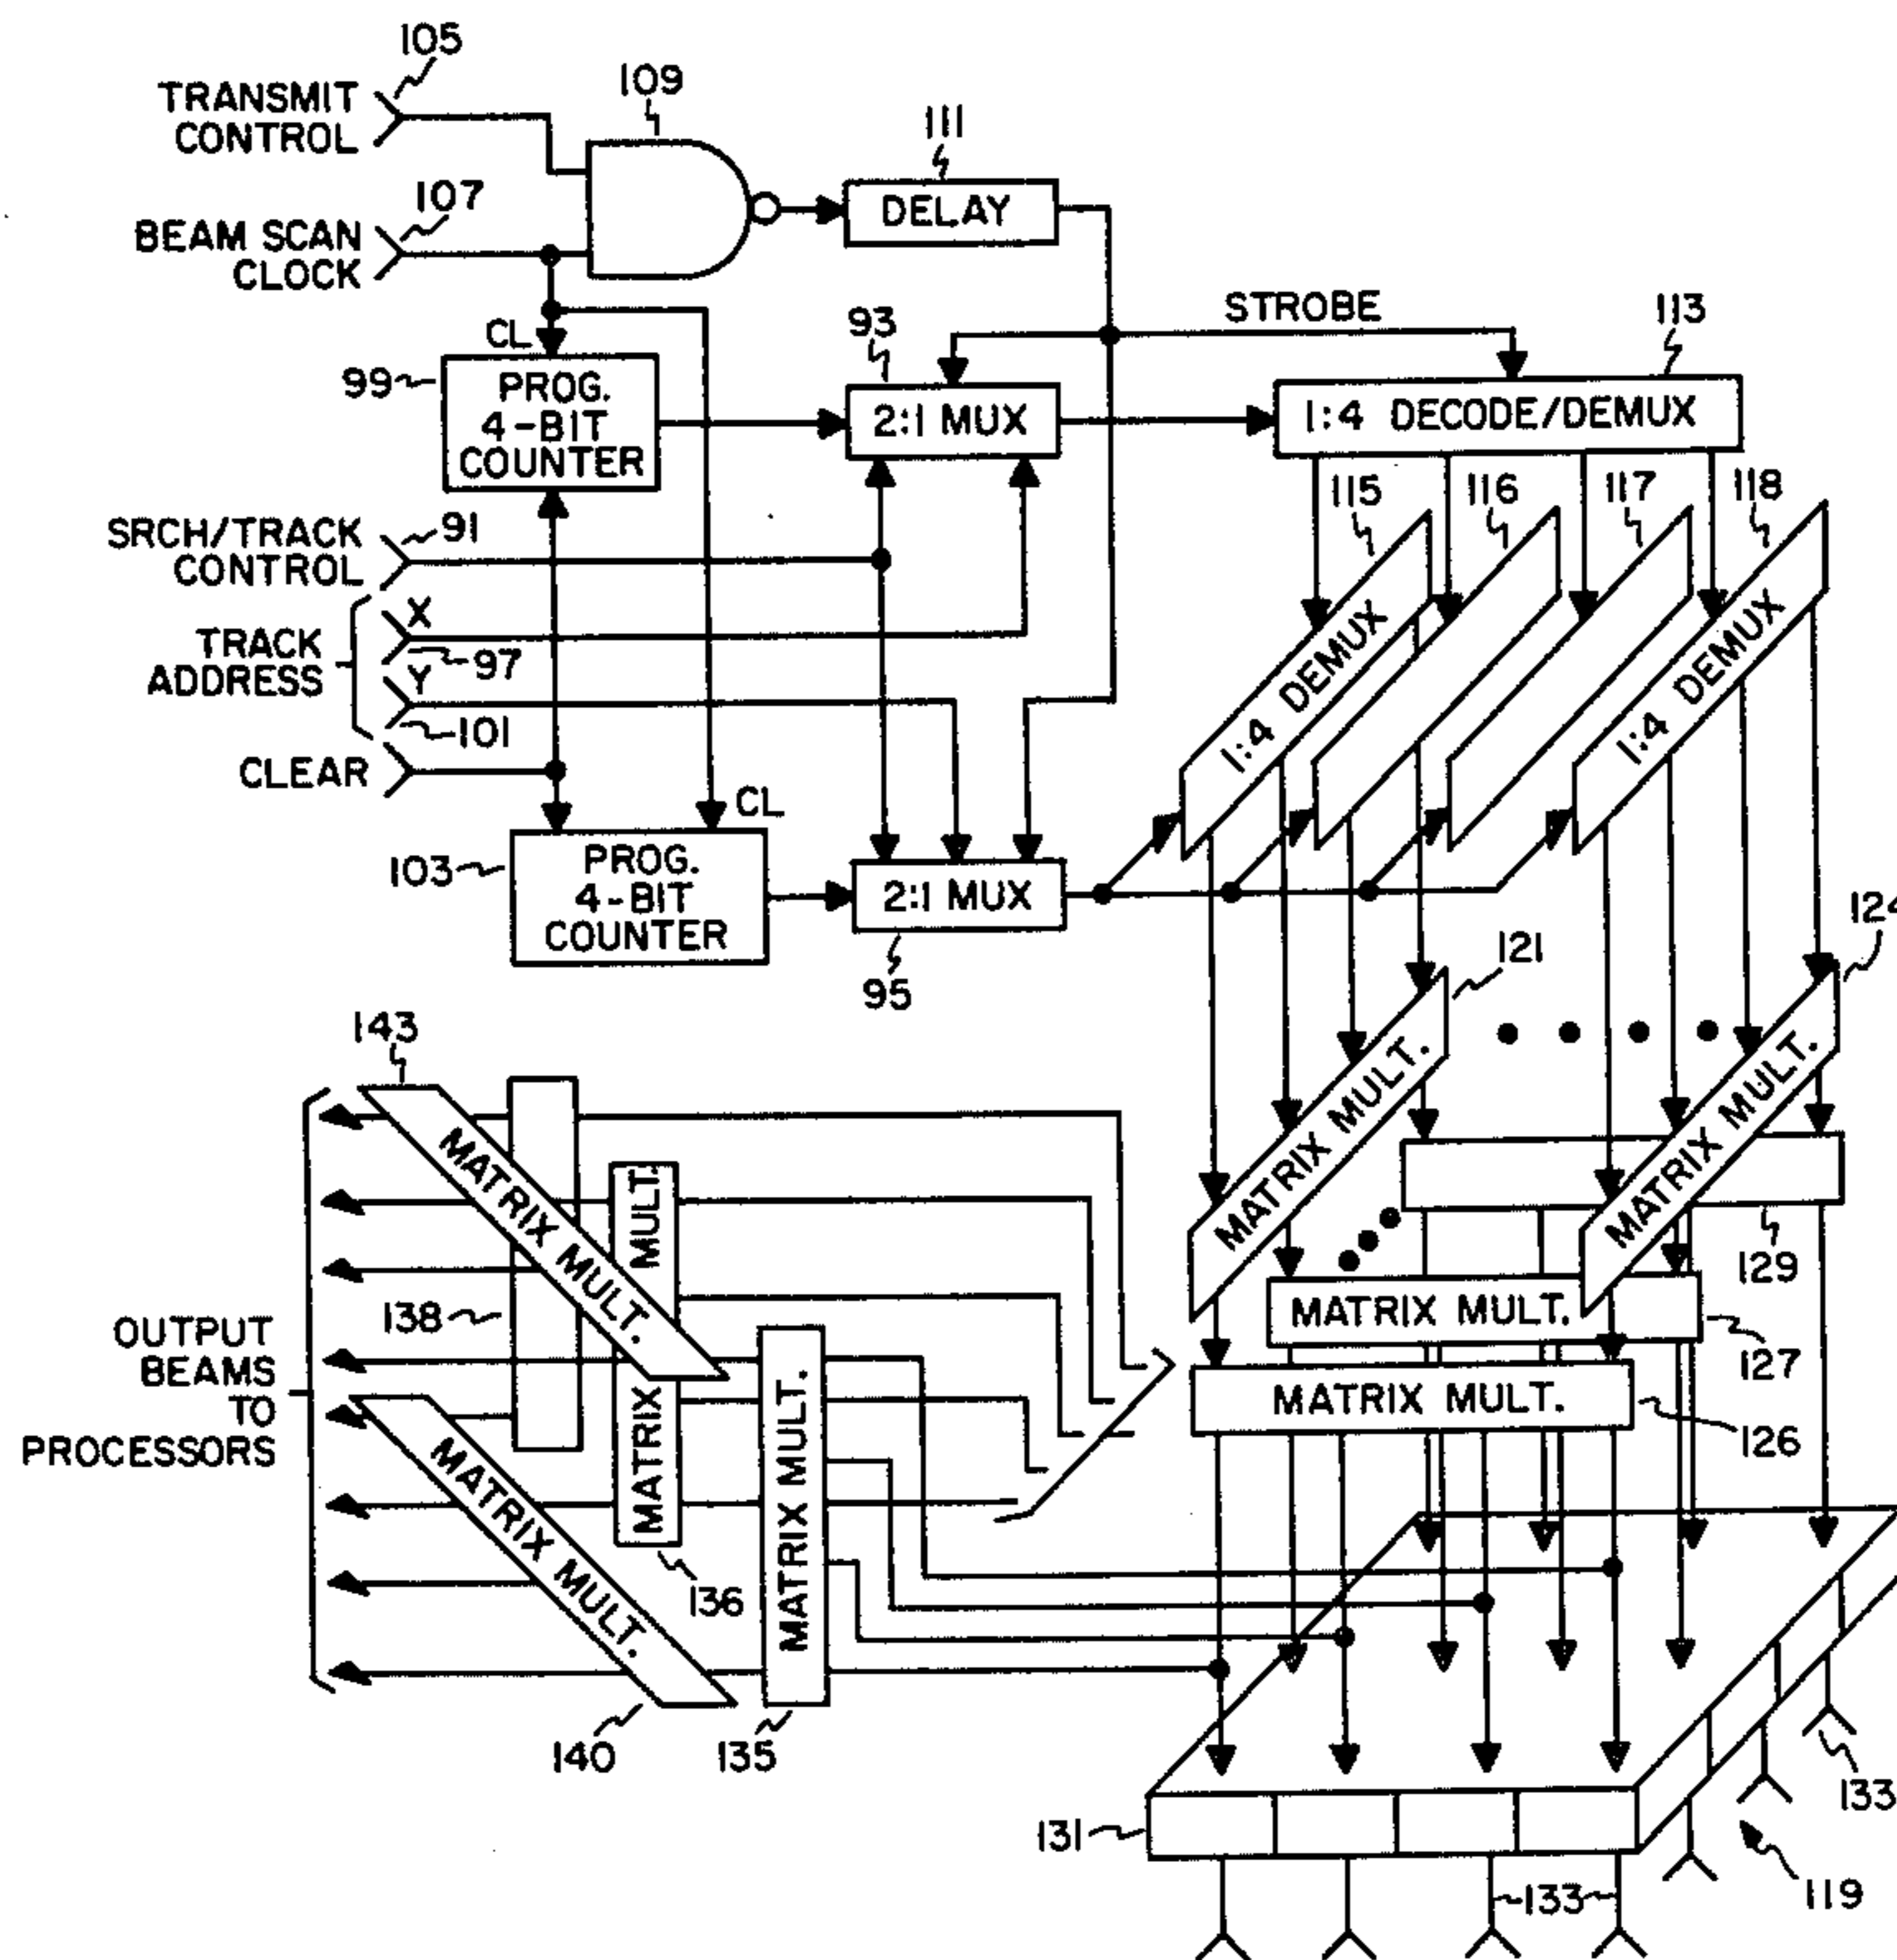 105
TRANSMIT
CONTROL
109
111
107
DELAY
BEAM SCAN
CLOCK
STROBE
CL
93
113
99
PROG.
4-BIT
COUNTER
2:1 MUX
1:4 DECODE/DEMUX
115
116
117
118
SRCH/TRACK
CONTROL
91
X
TRACK
ADDRESS
97
Y
101
1:4 DEMUX
1:4 DEMUX
CLEAR
CL
103
PROG.
4-BIT
COUNTER
2:1 MUX
95
121
124
143
MATRIX MULT.
MATRIX MULT.
MATRIX MULT.
MATRIX MULT.
138
129
MATRIX MULT.
127
OUTPUT
BEAMS
TO
PROCESSORS
MATRIX MULT.
MATRIX MULT.
126
MATRIX MULT.
136
140
135
131
133
133
119